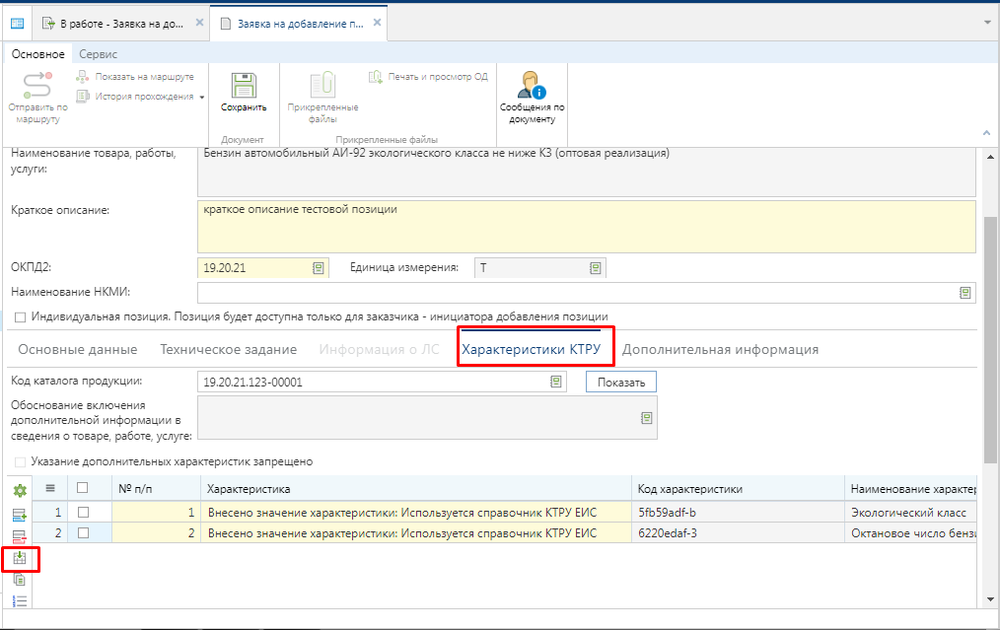 В работе - Заявка на до...
Заявка на добавление п...
Основное
Сервис
Отправить по
маршруту
Показать на маршруте
История прохождения
Сохранить
Документ
Прикрепленные
файлы
Печать и просмотр ОД
Прикрепленные файлы
Сообщения по
документу
Наименование товара, работы,
услуги:
Бензин автомобильный АИ-92 экологического класса не ниже К3 (оптовая реализация)
Краткое описание:
краткое описание тестовой позиции
ОКПД2:
19.20.21
Единица измерения:
Т
Наименование НКМИ:
Индивидуальная позиция. Позиция будет доступна только для заказчика - инициатора добавления позиции
Основные данные
Техническое задание
Информация о ЛС
Характеристики КТРУ
Дополнительная информация
Код каталога продукции:
19.20.21.123-00001
Показать
Обоснование включения
дополнительной информации в
сведения о товаре, работе, услуге:
Указание дополнительных характеристик запрещено
№ п/п
Характеристика
Код характеристики
Наименование характер
1
1
Внесено значение характеристики: Используется справочник КТРУ ЕИС
5fb59adf-b
Экологический класс
2
2
Внесено значение характеристики: Используется справочник КТРУ ЕИС
6220edaf-3
Октановое число бензи